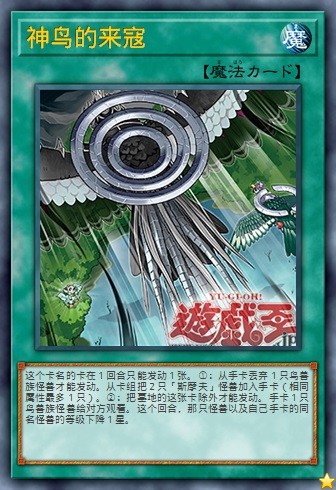 神鸟的来寇
魔
【魔法カード】
YU-GI-OH!
遊戯王
这个卡名的卡在1回合只能发动1张。①：从手卡丢弃1只鸟兽
族怪兽才能发动。从卡组把2只「斯摩夫」怪兽加入手卡（相同
属性最多1只）。②：把墓地的这张卡除外才能发动。手卡1只
鸟兽族怪兽给对方观看。这个回合，那只怪兽以及自己手卡的同
名怪兽的等级下降1星。